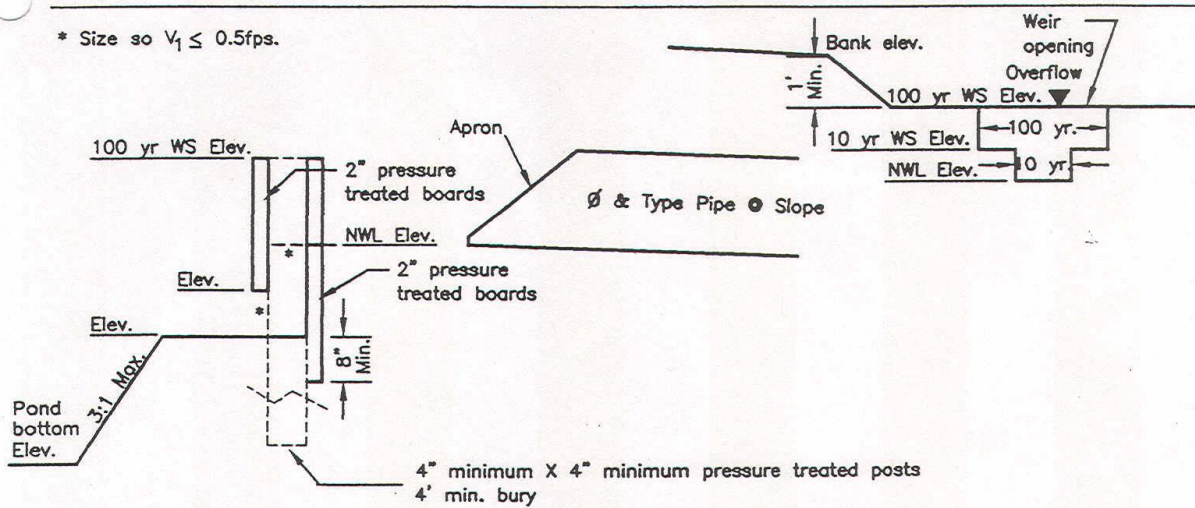 * Size so V₁ ≤ 0.5fps.
Weir
opening
Overflow
Bank elev.
1'
Min.
100 yr WS Elev.
100 yr.
10 yr WS Elev.
10 yr.
NWL Elev.
100 yr WS Elev.
2" pressure
treated boards
Apron
Ø & Type Pipe @ Slope
NWL Elev.
*
2" pressure
treated boards
Elev.
*
Elev.
8"
Min.
3:1 Max.
Pond
bottom
Elev.
4" minimum X 4" minimum pressure treated posts
4' min. bury